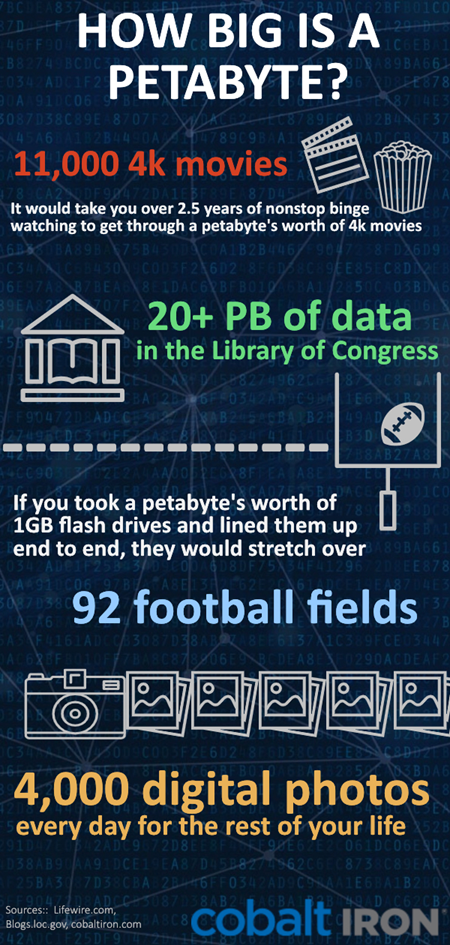 HOW BIG IS A
PETABYTE?
11,000 4k movies
It would take you over 2.5 years of nonstop binge
watching to get through a petabyte's worth of 4k movies
20+ PB of data
in the Library of Congress
If you took a petabyte's worth of
1GB flash drives and lined them up
end to end, they would stretch over
92 football fields
4,000 digital photos
every day for the rest of your life
Sources:: Lifewire.com,
Blogs.loc.gov, cobaltiron.com
cobalt IRON